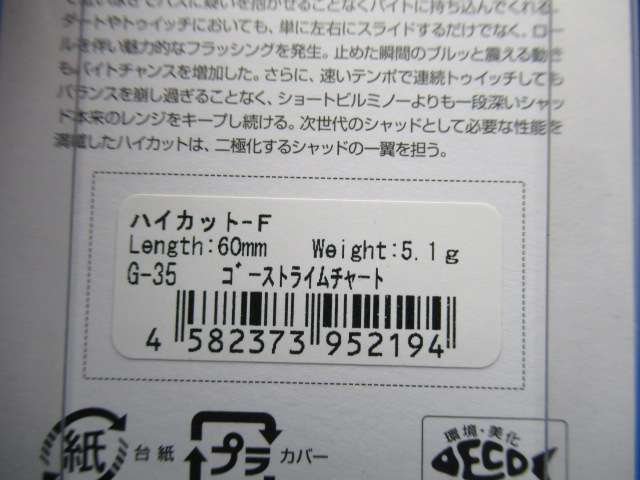 ダートやトゥイッチにおいても、単に左右にスライドするだけでなく。ロー
ルを伴い魅力的なフラッシングを発生。止めた瞬間のブルッと震える動き
もバイトチャンスを増加した。さらに、速いテンポで連続トゥイッチしても
バランスを崩し過ぎることなく、ショートビルミノーよりも一段深いシャッ
ド本来のレンジをキープし続ける。次世代のシャッドとして必要な性能を
満載したハイカットは、二極化するシャッドの一翼を担う。
ハイカット-F
Length:60mm Weight:5.1g
G-35 ゴーストライムチャート
4 582373 952194
紙 台紙 プラ カバー 環境・美化
ECO